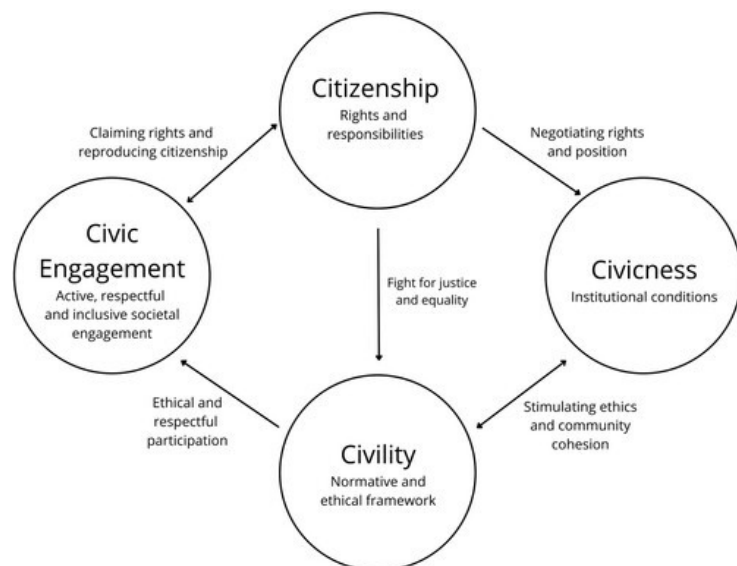 Citizenship
Rights and
responsibilities
Claiming rights and
reproducing citizenship
Negotiating rights
and position
Civic
Engagement
Active, respectful
and inclusive societal
engagement
Fight for justice
and equality
Civicness
Institutional conditions
Ethical and
respectful
participation
Stimulating ethics
and community
cohesion
Civility
Normative and
ethical framework